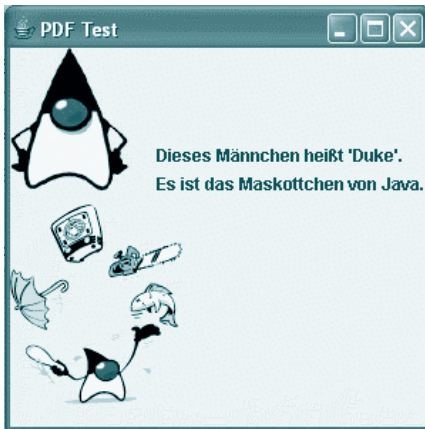 PDF Test
Dieses Männchen heißt 'Duke'.
Es ist das Maskottchen von Java.